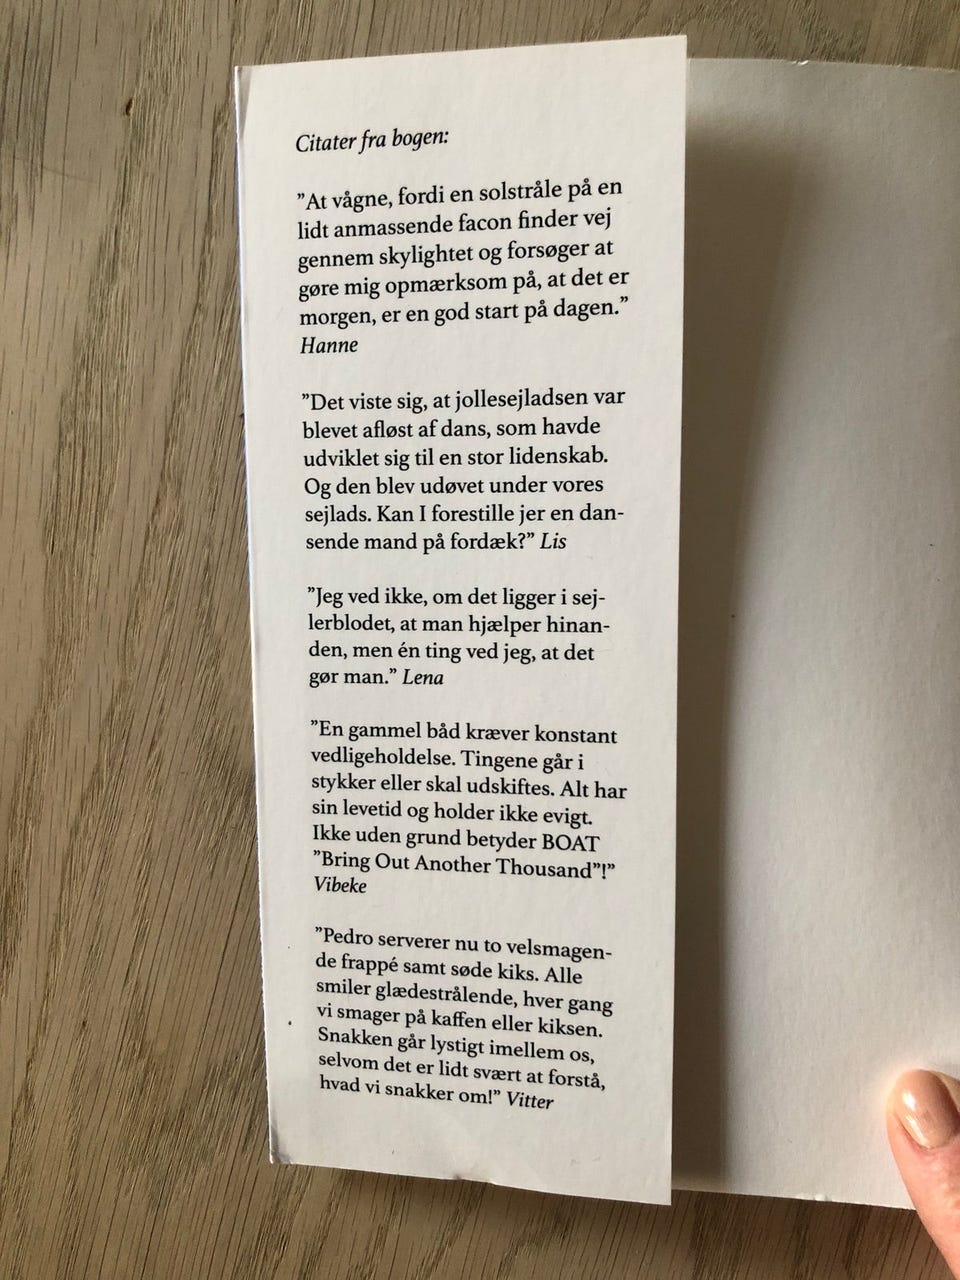 Citater fra bogen:
”At vågne, fordi en solstråle på en
lidt anmassende facon finder vej
gennem skylightet og forsøger at
gøre mig opmærksom på, at det er
morgen, er en god start på dagen.”
Hanne
”Det viste sig, at jollesejladsen var
blevet afløst af dans, som havde
udviklet sig til en stor lidenskab.
Og den blev udøvet under vores
sejlads. Kan I forestille jer en dan-
sende mand på fordæk?” Lis
”Jeg ved ikke, om det ligger i sej-
lerblodet, at man hjælper hinan-
den, men én ting ved jeg, at det
gør man.” Lena
”En gammel båd kræver konstant
vedligeholdelse. Tingene går i
stykker eller skal udskiftes. Alt har
sin levetid og holder ikke evigt.
Ikke uden grund betyder BOAT
”Bring Out Another Thousand”!”
Vibeke
”Pedro serverer nu to velsmagen-
de frappé samt søde kiks. Alle
smiler glædestrålende, hver gang
vi smager på kaffen eller kiksen.
Snakken går lystigt imellem os,
selvom det er lidt svært at forstå,
hvad vi snakker om!” Vitter